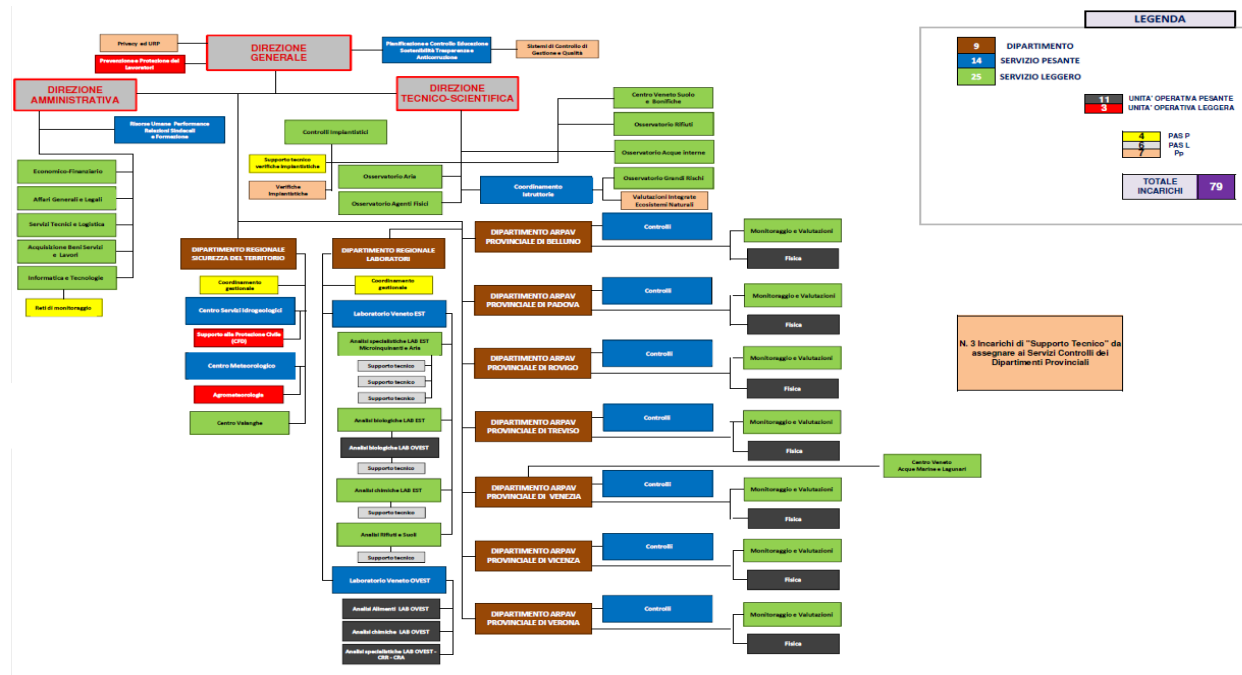 LEGENDA
9 DIPARTIMENTO
14 SERVIZIO PESANTE
25 SERVIZIO LEGGERO
11 UNITA' OPERATIVA PESANTE
3 UNITA' OPERATIVA LEGGERA
4 PAS P
6 PAS L
7 Pp
TOTALE
INCARICHI
79
Privacy ed URP
Prevenzione e Protezione dei
Lavoratori
DIREZIONE
GENERALE
Pianificazione e Controllo Educazione
Sostenibilità Trasparenza e
Anticorruzione
Sistemi di Controllo di
Gestione e Qualità
DIREZIONE
AMMINISTRATIVA
DIREZIONE
TECNICO-SCIENTIFICA
Risorse Umane Performance
Relazioni Sindacali
e Formazione
Economico-Finanziario
Affari Generali e Legali
Servizi Tecnici e Logistica
Acquisizione Beni Servizi
e Lavori
Informatica e Tecnologie
Reti di monitoraggio
Controlli Impiantistici
Supporto tecnico
verifiche impiantistiche
Verifiche
Impiantistiche
Osservatorio Aria
Osservatorio Agenti Fisici
Centro Veneto Suolo
e Bonifiche
Osservatorio Rifiuti
Osservatorio Acque interne
Coordinamento
Istruttorie
Osservatorio Grandi Rischi
Valutazioni Integrate
Ecosistemi Naturali
DIPARTIMENTO REGIONALE
SICUREZZA DEL TERRITORIO
Coordinamento
gestionale
Centro Servizi Idrogeologici
Supporto alla Protezione Civile
(CFD)
Centro Meteorologico
Agrometeorologia
Centro Valanghe
DIPARTIMENTO REGIONALE
LABORATORI
Coordinamento
gestionale
Laboratorio Veneto EST
Analisi specialistiche LAB EST
Microinquinanti e Aria
Supporto tecnico
Supporto tecnico
Supporto tecnico
Analisi biologiche LAB EST
Analisi biologiche LAB OVEST
Supporto tecnico
Analisi chimiche LAB EST
Supporto tecnico
Analisi Rifiuti e Suoli
Supporto tecnico
Laboratorio Veneto OVEST
Analisi Alimenti LAB OVEST
Analisi chimiche LAB OVEST
Analisi specialistiche LAB OVEST -
CRR - CRA
DIPARTIMENTO ARPAV
PROVINCIALE DI BELLUNO
Controlli
Monitoraggio e Valutazioni
Fisica
DIPARTIMENTO ARPAV
PROVINCIALE DI PADOVA
Controlli
Monitoraggio e Valutazioni
Fisica
DIPARTIMENTO ARPAV
PROVINCIALE DI ROVIGO
Controlli
Monitoraggio e Valutazioni
Fisica
DIPARTIMENTO ARPAV
PROVINCIALE DI TREVISO
Controlli
Monitoraggio e Valutazioni
Fisica
Centro Veneto
Acque Marine e Lagunari
DIPARTIMENTO ARPAV
PROVINCIALE DI VENEZIA
Controlli
Monitoraggio e Valutazioni
Fisica
DIPARTIMENTO ARPAV
PROVINCIALE DI VICENZA
Controlli
Monitoraggio e Valutazioni
Fisica
DIPARTIMENTO ARPAV
PROVINCIALE DI VERONA
Controlli
Monitoraggio e Valutazioni
Fisica
N. 3 Incarichi di "Supporto Tecnico" da
assegnare ai Servizi Controlli dei
Dipartimenti Provinciali